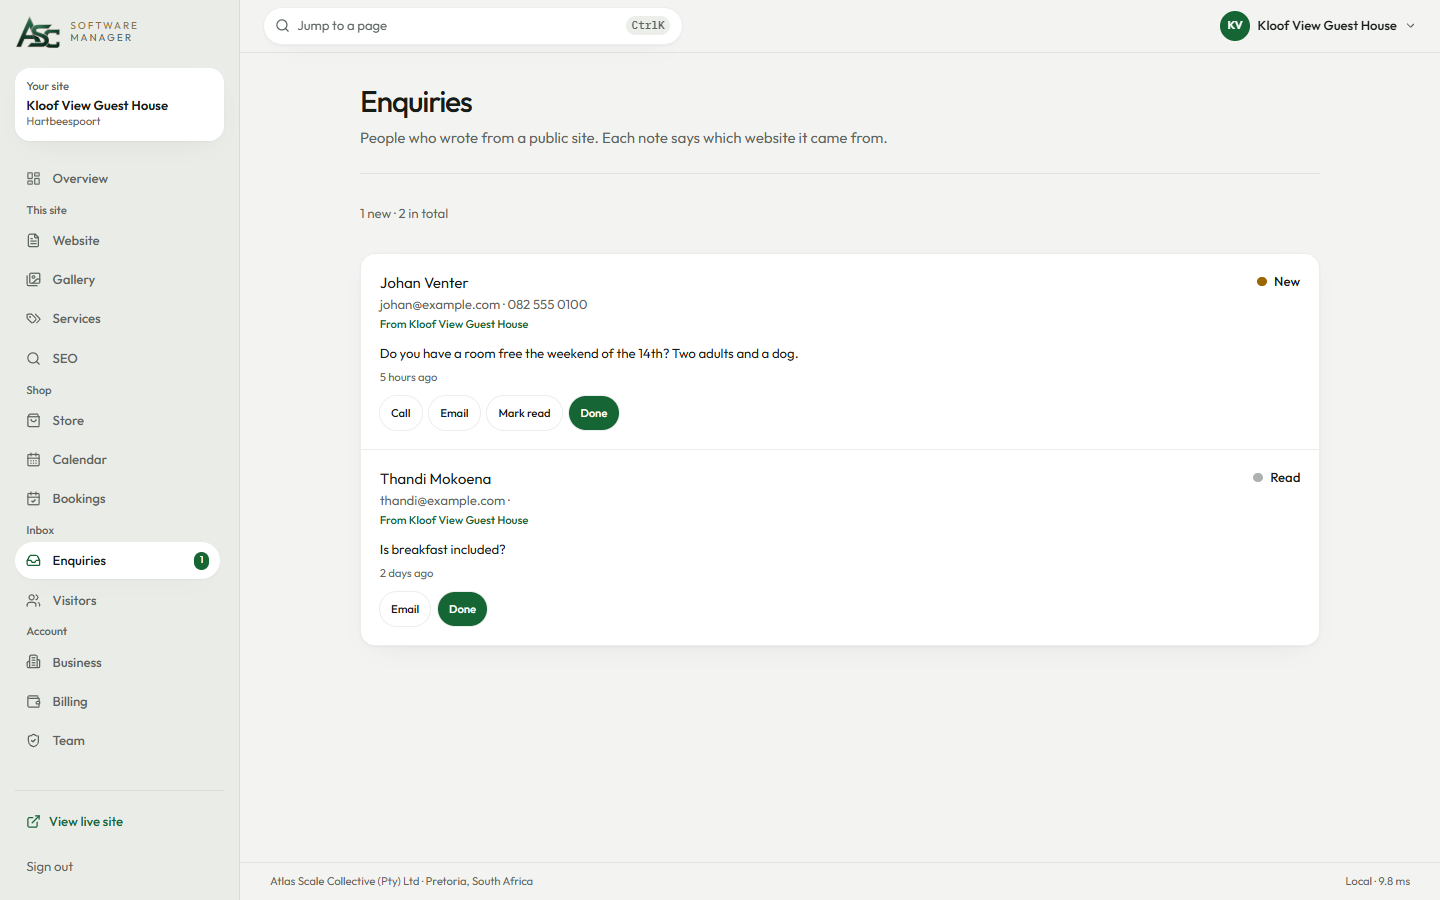 ASC SOFTWARE MANAGER
Jump to a page
CtrlK
KV
Kloof View Guest House
Your site
Kloof View Guest House
Hartbeespoort
Overview
This site
Website
Gallery
Services
SEO
Shop
Store
Calendar
Bookings
Inbox
Enquiries
1
Visitors
Account
Business
Billing
Team
View live site
Sign out
Enquiries
People who wrote from a public site. Each note says which website it came from.
1 new · 2 in total
Johan Venter
New
johan@example.com · 082 555 0100
From Kloof View Guest House
Do you have a room free the weekend of the 14th? Two adults and a dog.
5 hours ago
Call
Email
Mark read
Done
Thandi Mokoena
Read
thandi@example.com ·
From Kloof View Guest House
Is breakfast included?
2 days ago
Email
Done
Atlas Scale Collective (Pty) Ltd · Pretoria, South Africa
Local · 9.8 ms